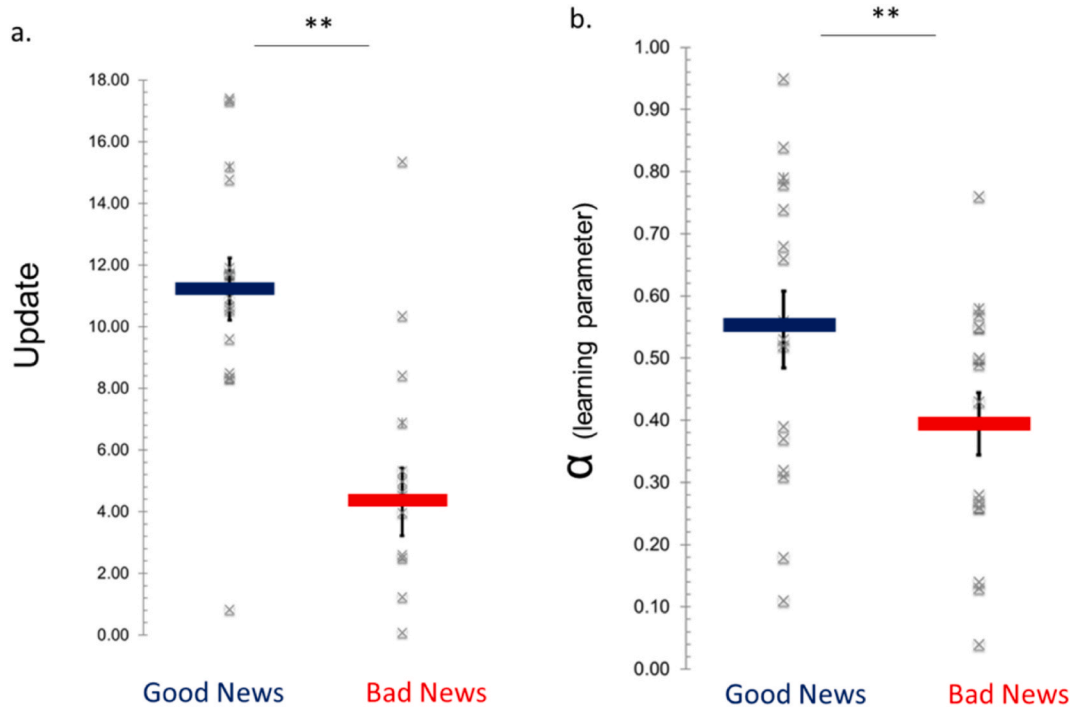 a.
**
18.00
16.00
14.00
12.00
10.00
8.00
6.00
4.00
2.00
0.00
Update
Good News
Bad News
b.
**
1.00
0.90
0.80
0.70
0.60
0.50
0.40
0.30
0.20
0.10
0.00
α (learning parameter)
Good News
Bad News